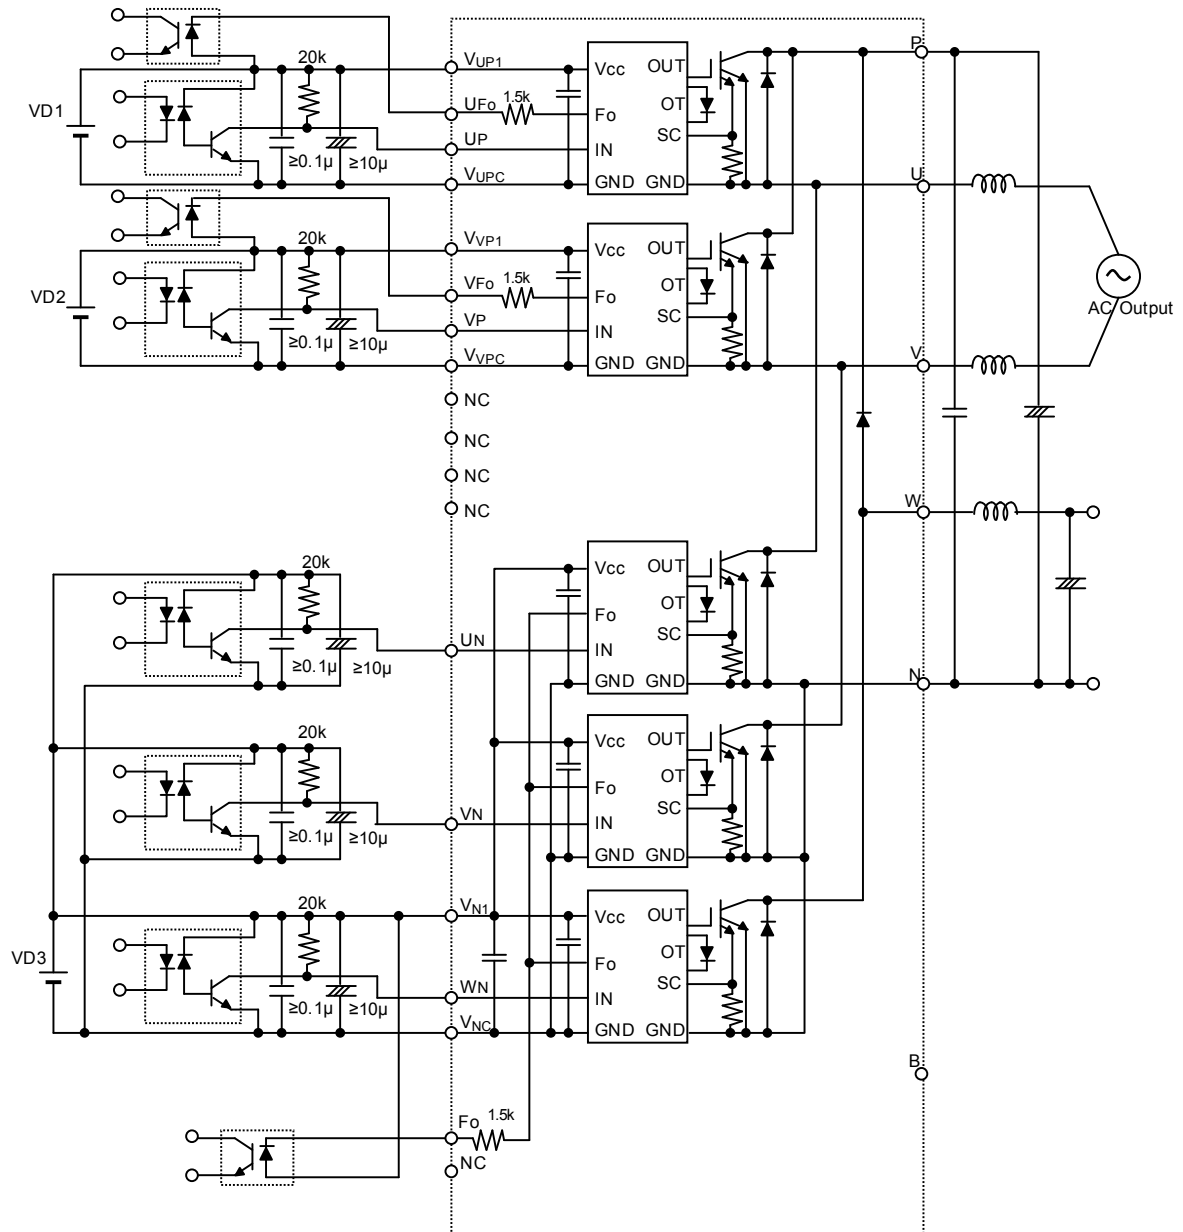 20k
VUP1
Vcc
OUT
P
UFo
1.5k
OT
VD1
Fo
SC
UP
IN
≥0.1μ
≥10μ
VUPC
GND
GND
U
20k
VVP1
Vcc
OUT
VFo
1.5k
OT
VD2
Fo
SC
AC Output
VP
IN
≥0.1μ
≥10μ
VVPC
GND
GND
V
NC
NC
NC
NC
W
20k
Vcc
OUT
OT
Fo
SC
UN
IN
≥0.1μ
≥10μ
GND
GND
N
20k
Vcc
OUT
OT
Fo
SC
VN
IN
≥0.1μ
≥10μ
GND
GND
20k
VN1
Vcc
OUT
OT
VD3
Fo
SC
WN
IN
≥0.1μ
≥10μ
VNC
GND
GND
B
Fo
1.5k
NC